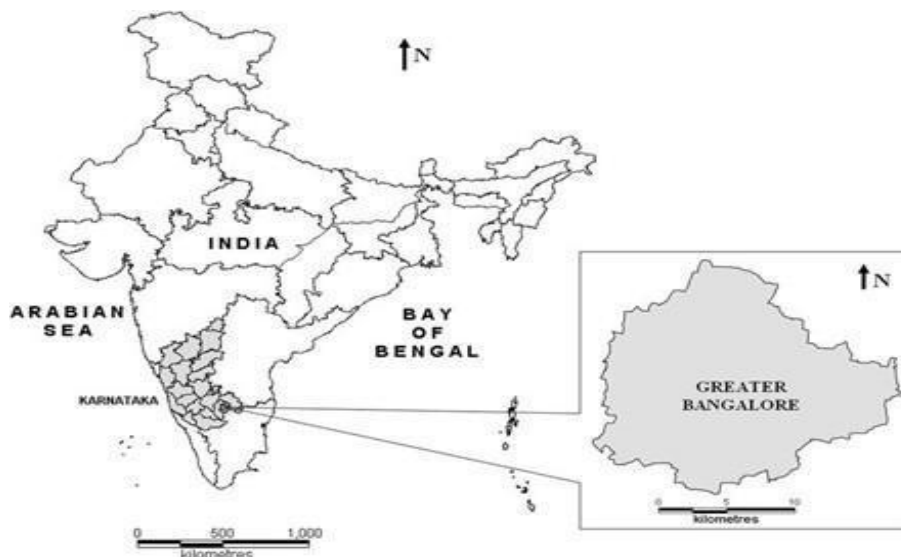 N
INDIA
ARABIAN
SEA
BAY
OF
BENGAL
KARNATAKA
N
GREATER
BANGALORE
0 5 10
kilometres
0 500 1,000
kilometres